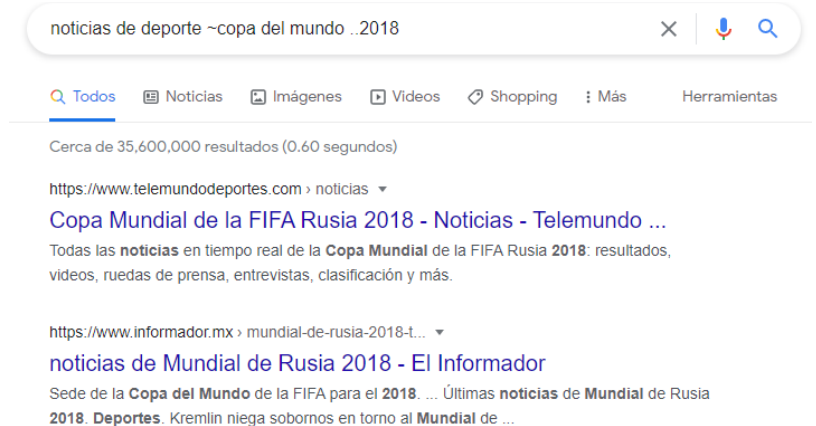 noticias de deporte ~copa del mundo ..2018
Todos Noticias Imágenes Videos Shopping Más Herramientas
Cerca de 35,600,000 resultados (0.60 segundos)
https://www.telemundodeportes.com › noticias
Copa Mundial de la FIFA Rusia 2018 - Noticias - Telemundo ...
Todas las noticias en tiempo real de la Copa Mundial de la FIFA Rusia 2018: resultados,
videos, ruedas de prensa, entrevistas, clasificación y más.
https://www.informador.mx › mundial-de-rusia-2018-t...
noticias de Mundial de Rusia 2018 - El Informador
Sede de la Copa del Mundo de la FIFA para el 2018. ... Últimas noticias de Mundial de Rusia
2018. Deportes. Kremlin niega sobornos en torno al Mundial de ...